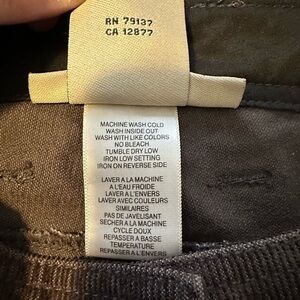 RN 79137
CA 12877
MACHINE WASH COLD
WASH INSIDE OUT
WASH WITH LIKE COLORS
NO BLEACH
TUMBLE DRY LOW
IRON LOW SETTING
IRON ON REVERSE SIDE
LAVER A LA MACHINE
A L'EAU FROIDE
LAVER A L'ENVERS
LAVER AVEC COULEURS
SIMILAIRES
PAS DE JAVELISANT
SECHER A LA MACHINE
CYCLE DOUX
REPASSER A BASSE
TEMPERATURE
REPASSER A L'ENVERS